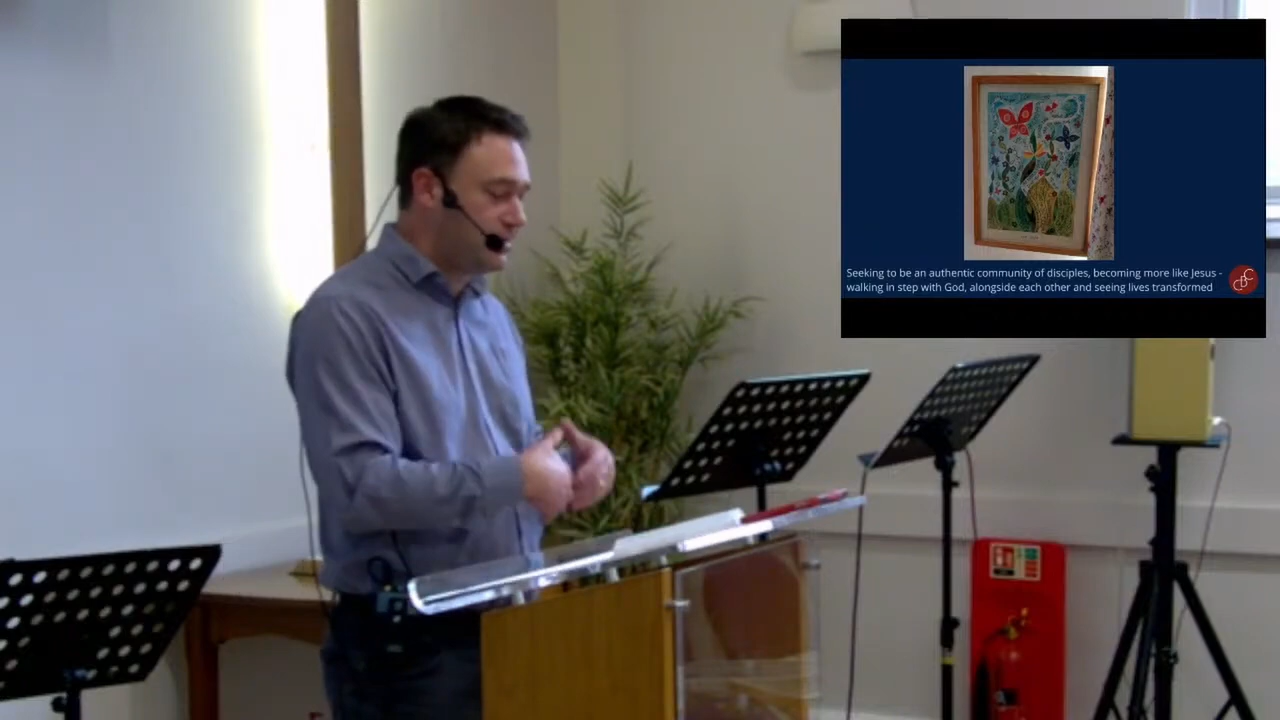 Seeking to be an authentic community of disciples, becoming more like Jesus -
walking in step with God, alongside each other and seeing lives transformed
CBC